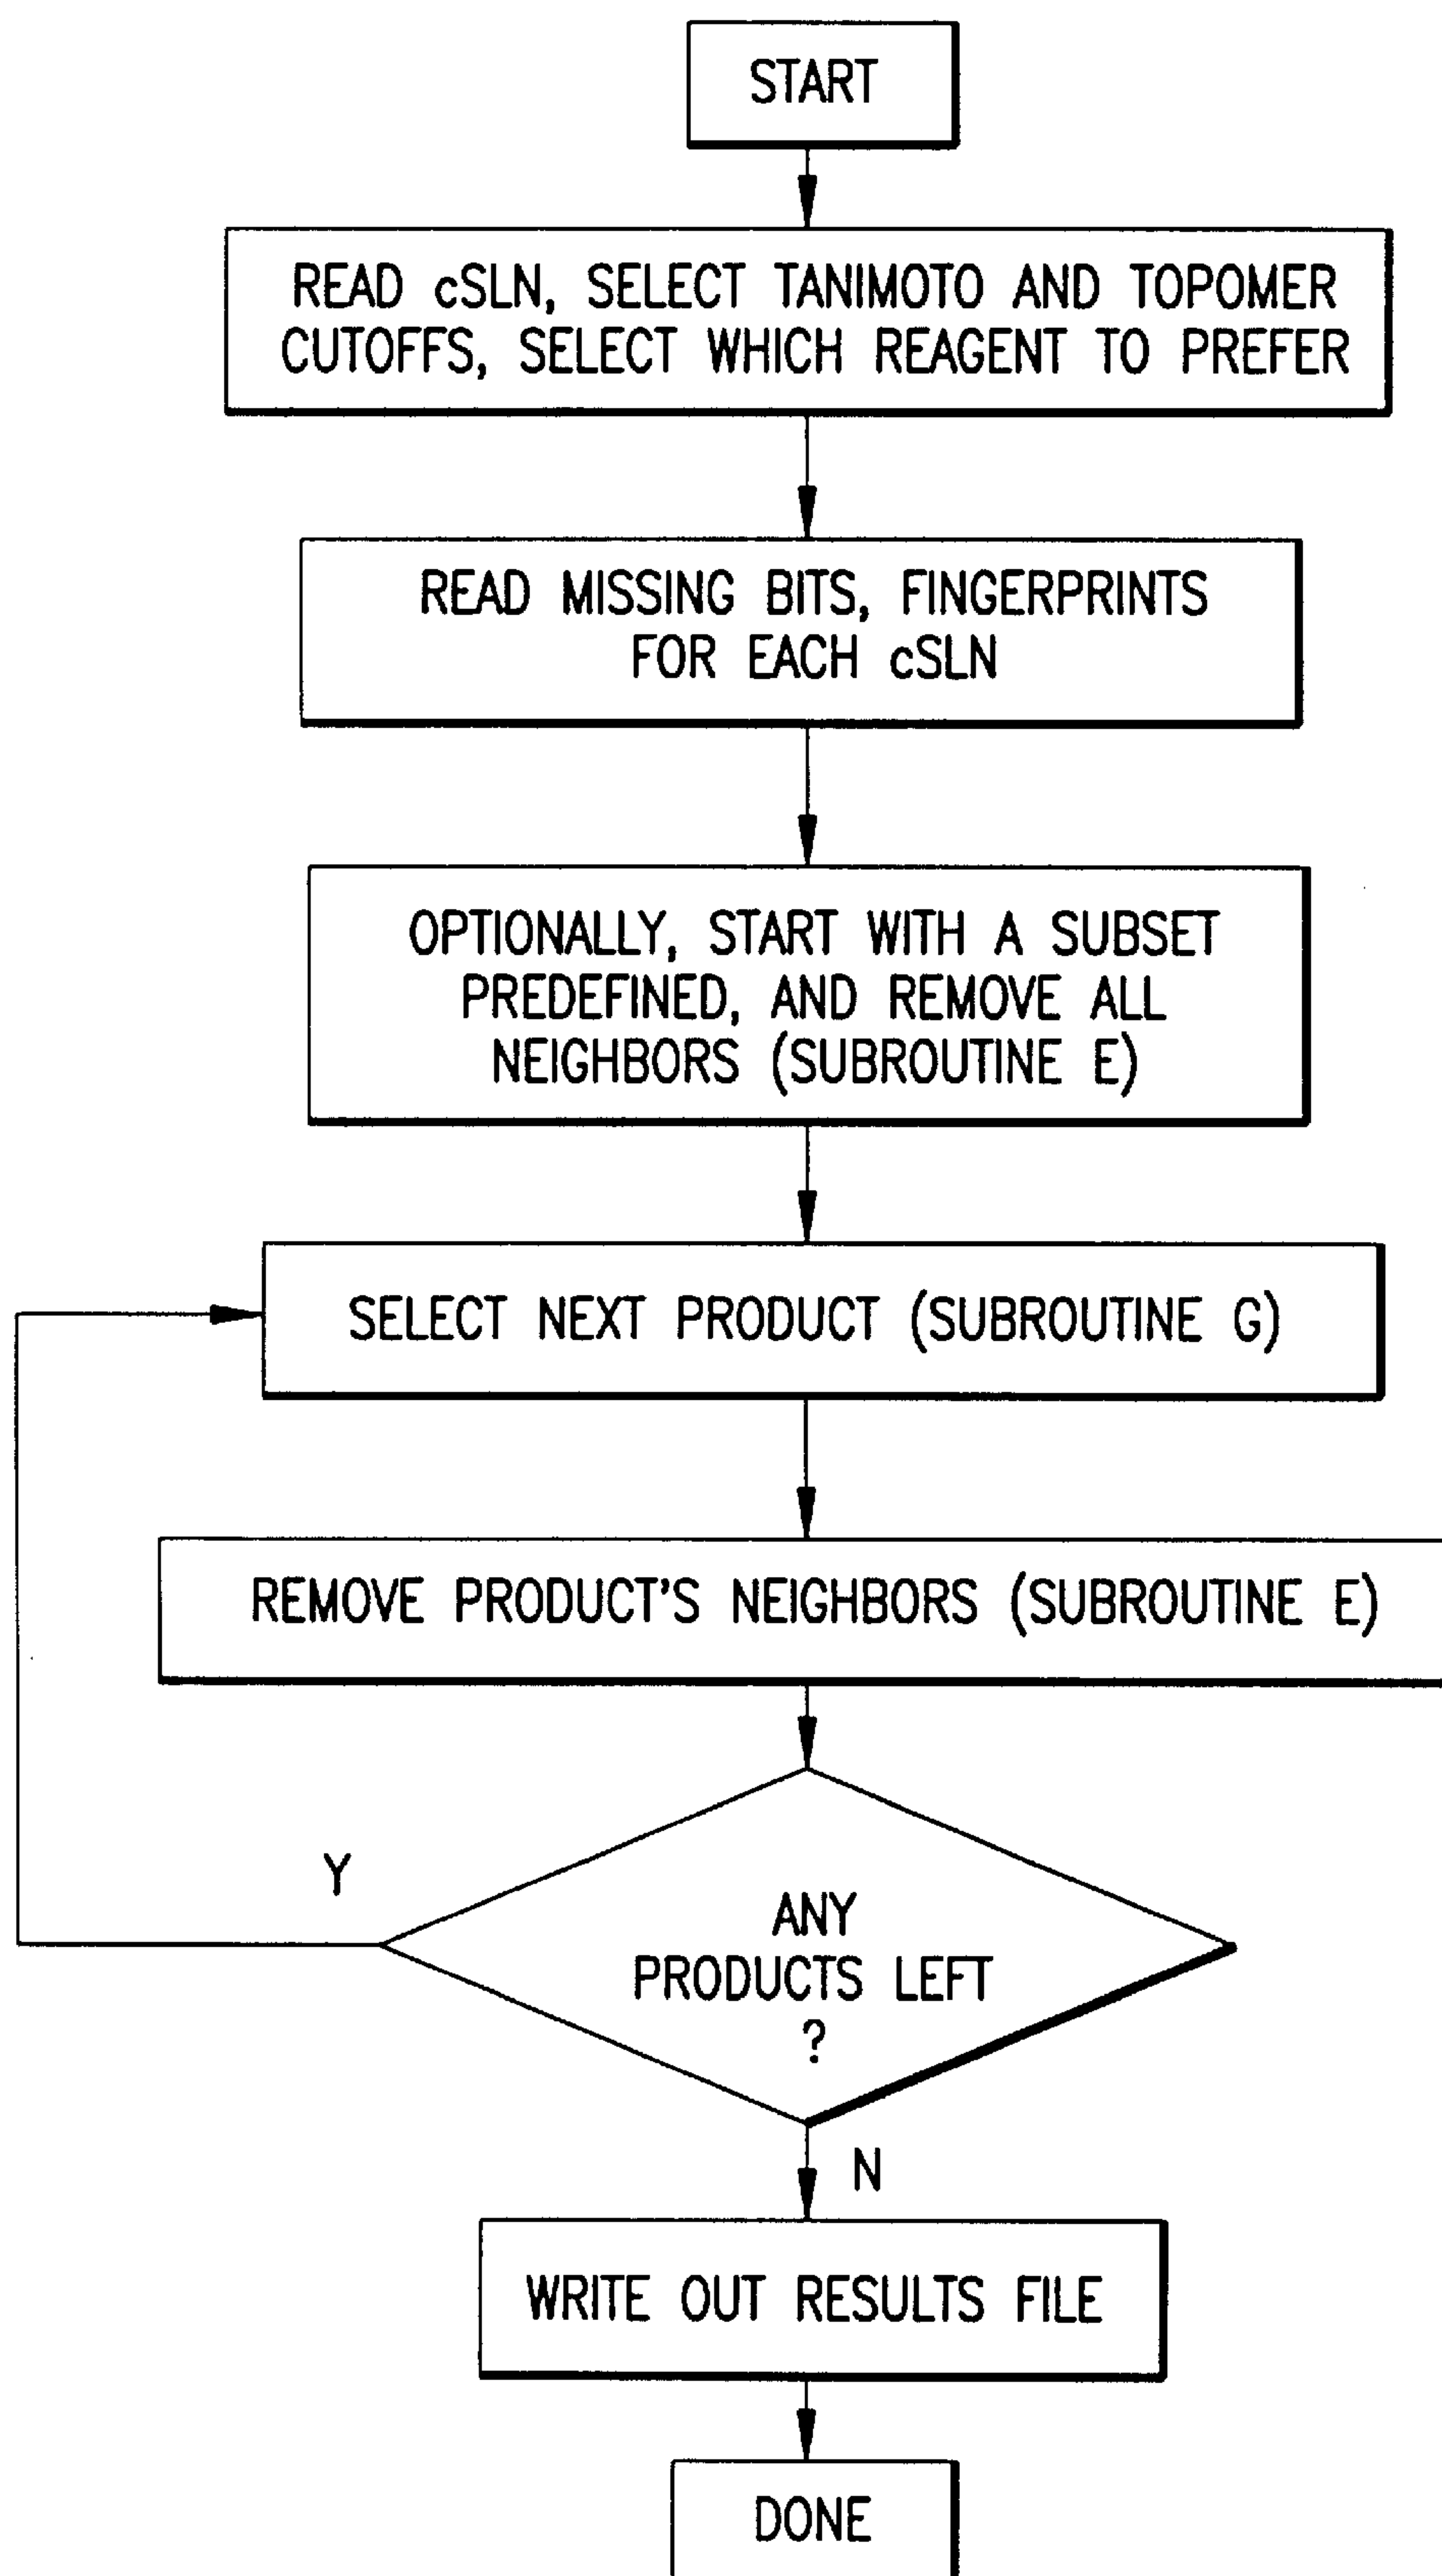 START
READ cSLN, SELECT TANIMOTO AND TOPOMER
CUTOFFS, SELECT WHICH REAGENT TO PREFER
READ MISSING BITS, FINGERPRINTS
FOR EACH cSLN
OPTIONALLY, START WITH A SUBSET
PREDEFINED, AND REMOVE ALL
NEIGHBORS (SUBROUTINE E)
SELECT NEXT PRODUCT (SUBROUTINE G)
REMOVE PRODUCT'S NEIGHBORS (SUBROUTINE E)
Y
ANY
PRODUCTS LEFT
?
N
WRITE OUT RESULTS FILE
DONE